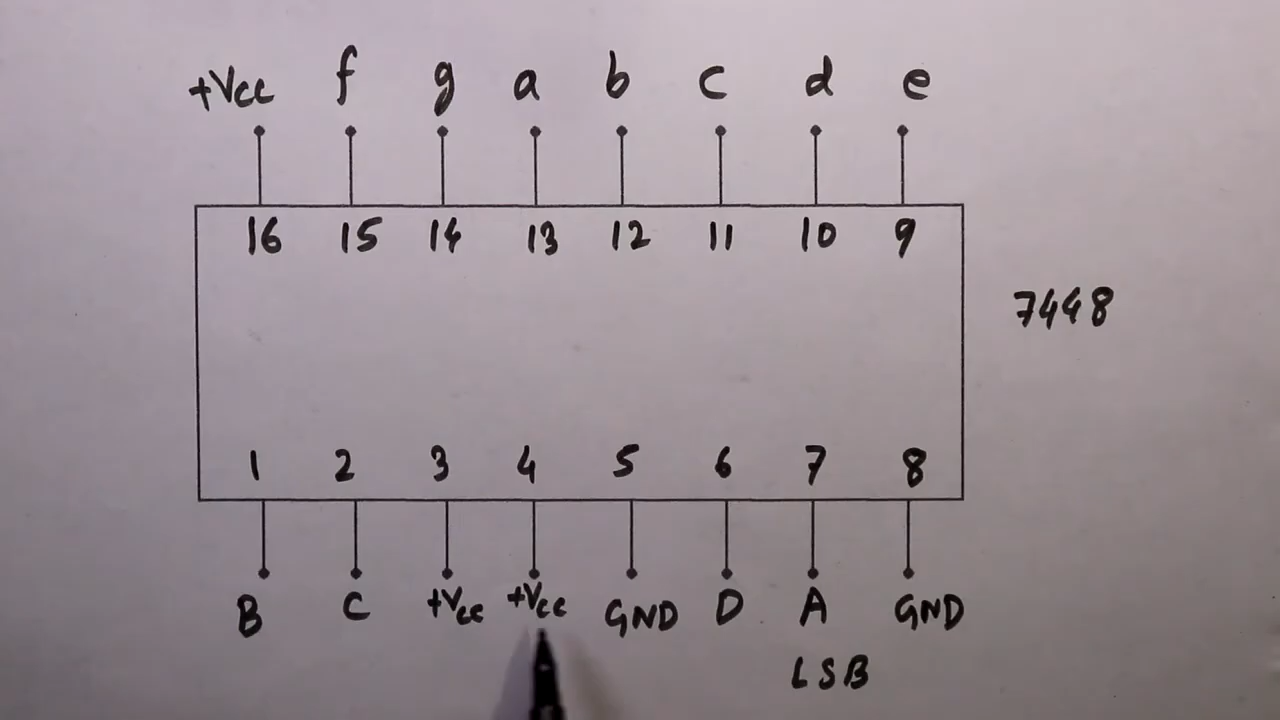 +Vcc f g a b c d e
16 15 14 13 12 11 10 9
7448
1 2 3 4 5 6 7 8
B C +Vcc +Vcc GND D A GND
LSB